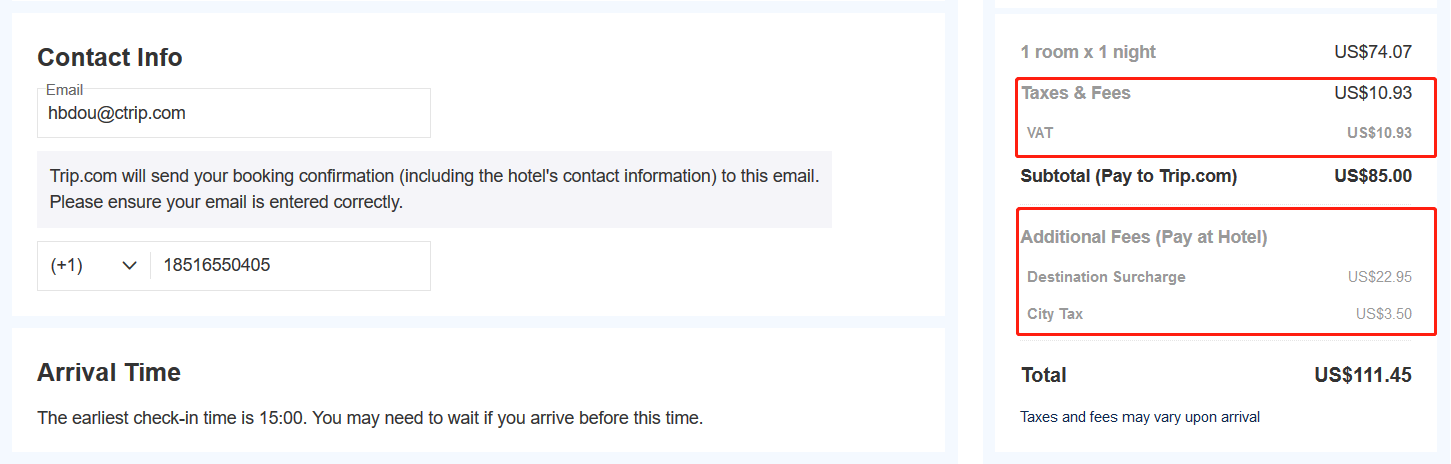 Contact Info
Email
hbdou@ctrip.com
Trip.com will send your booking confirmation (including the hotel's contact information) to this email.
Please ensure your email is entered correctly.
(+1) 18516550405
Arrival Time
The earliest check-in time is 15:00. You may need to wait if you arrive before this time.
1 room x 1 night US$74.07
Taxes & Fees US$10.93
VAT US$10.93
Subtotal (Pay to Trip.com) US$85.00
Additional Fees (Pay at Hotel)
Destination Surcharge US$22.95
City Tax US$3.50
Total US$111.45
Taxes and fees may vary upon arrival